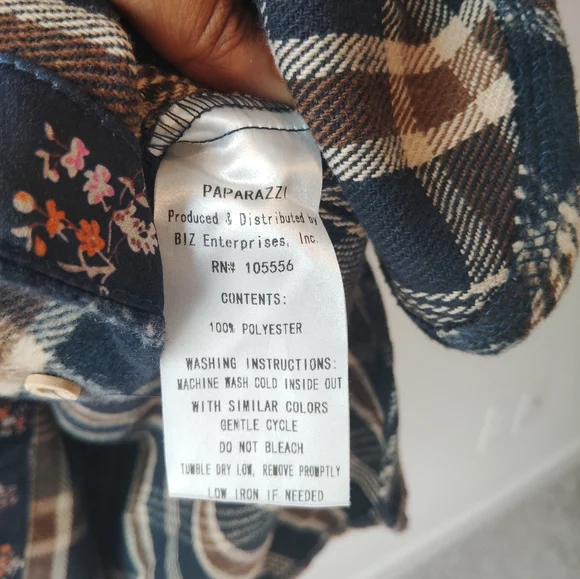 PAPARAZZI
Produced & Distributed by
BIZ Enterprises, Inc.
RN# 105556
CONTENTS:
100% POLYESTER
WASHING INSTRUCTIONS:
MACHINE WASH COLD INSIDE OUT
WITH SIMILAR COLORS
GENTLE CYCLE
DO NOT BLEACH
TUMBLE DRY LOW, REMOVE PROMPTLY
LOW IRON IF NEEDED